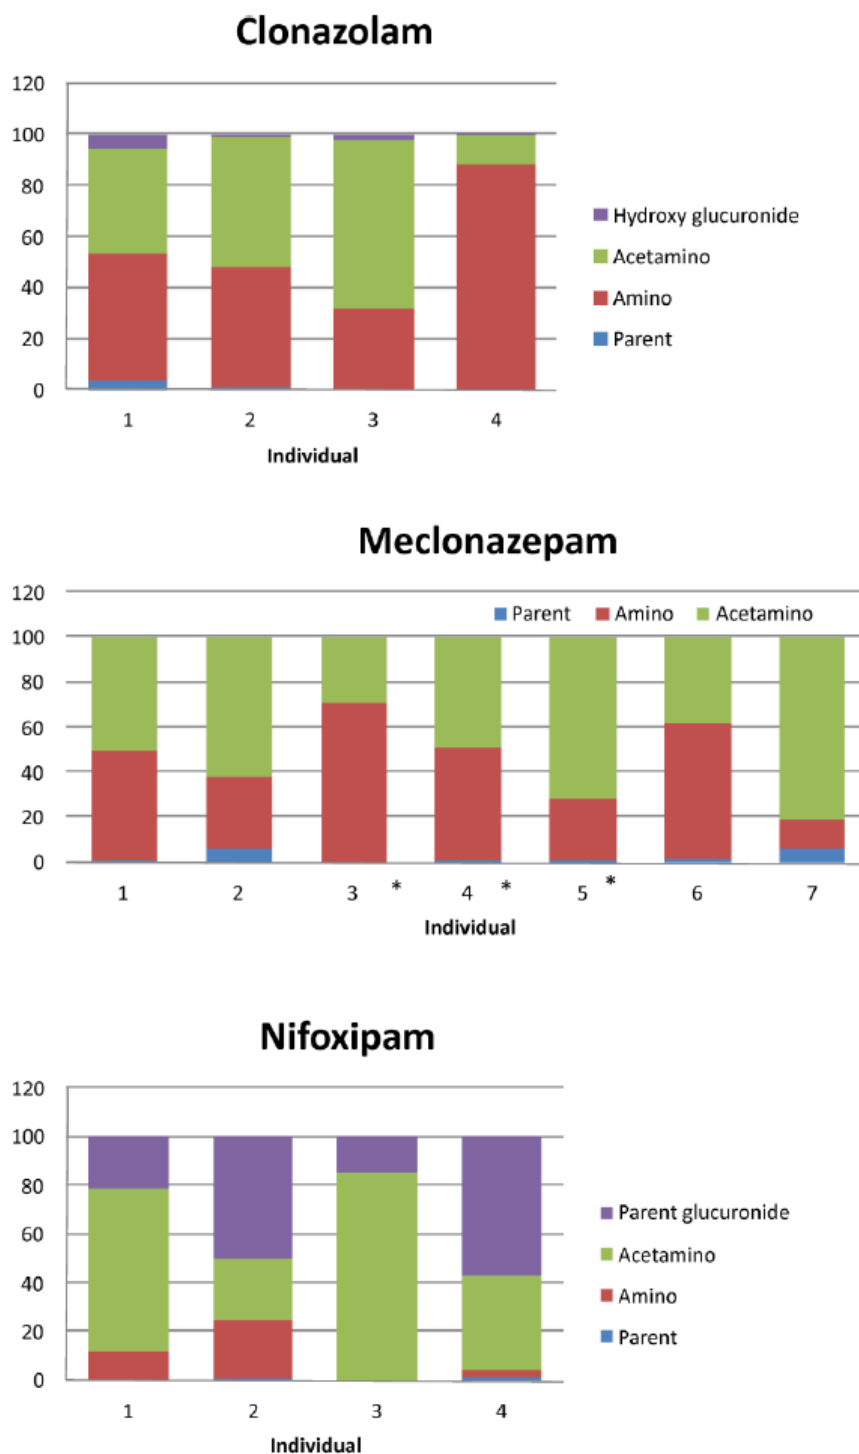 Clonazolam
120
100
80
60
40
20
0
1 2 3 4
Individual
Hydroxy glucuronide
Acetamino
Amino
Parent
Meclonazepam
120
100
80
60
40
20
0
Parent Amino Acetamino
1 2 3 * 4 * 5 * 6 7
Individual
Nifoxipam
120
100
80
60
40
20
0
1 2 3 4
Individual
Parent glucuronide
Acetamino
Amino
Parent